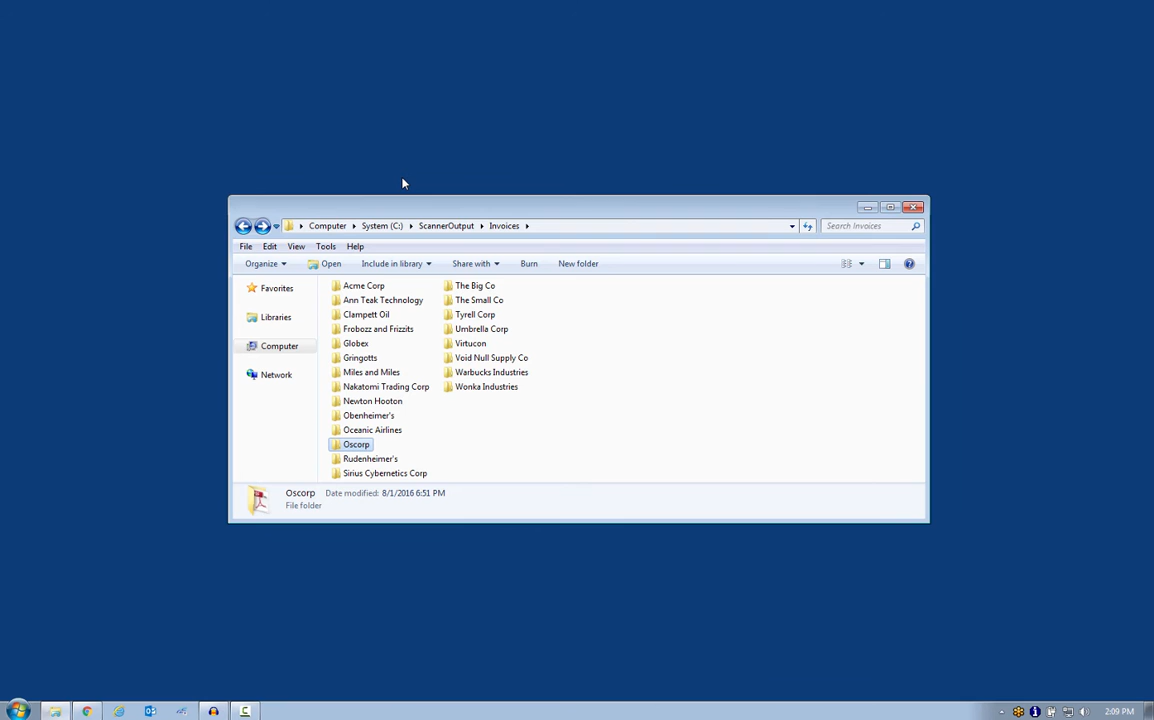 Computer System (C:) ScannerOutput Invoices Search Invoices
File Edit View Tools Help
Organize Open Include in library Share with Burn New folder
Favorites
Libraries
Computer
Network
Acme Corp
Ann Teak Technology
Clampett Oil
Frobozz and Frizzits
Globex
Gringotts
Miles and Miles
Nakatomi Trading Corp
Newton Hooton
Obenheimer's
Oceanic Airlines
Oscorp
Rudenheimer's
Sirius Cybernetics Corp
The Big Co
The Small Co
Tyrell Corp
Umbrella Corp
Virtucon
Void Null Supply Co
Warbucks Industries
Wonka Industries
Oscorp Date modified: 8/1/2016 6:51 PM
File folder
2:09 PM